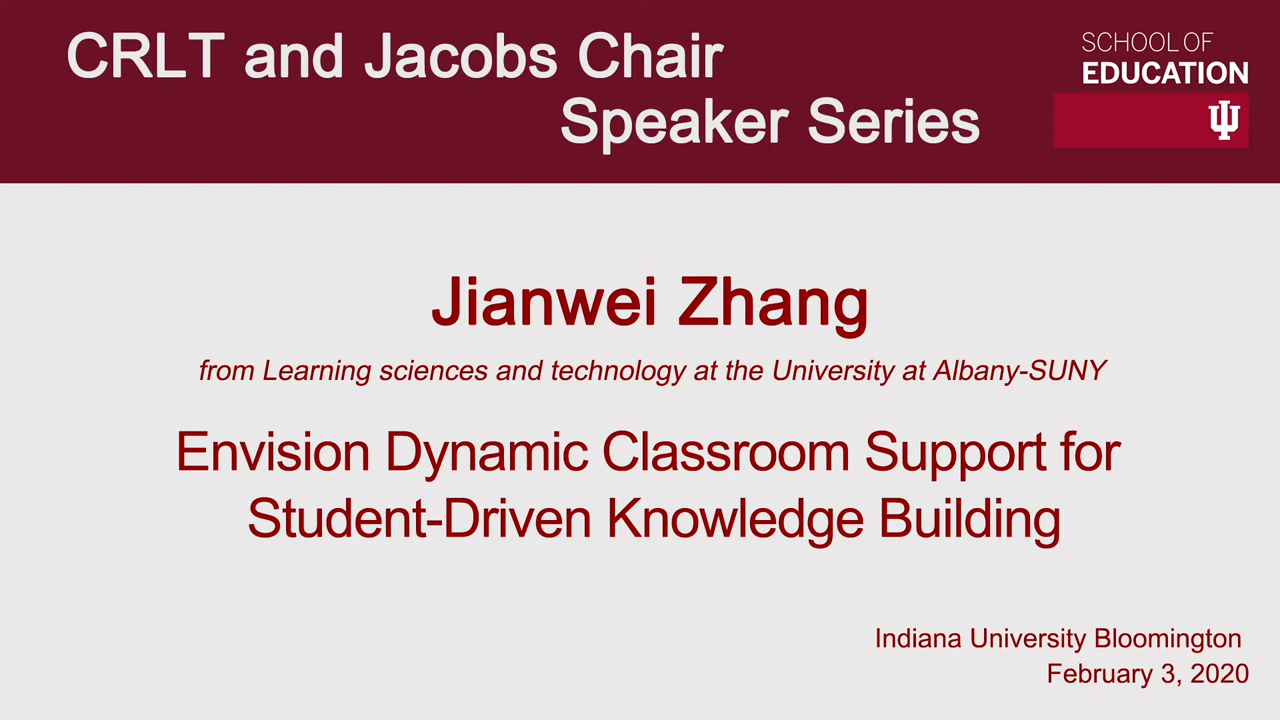 CRLT and Jacobs Chair
Speaker Series
SCHOOL OF
EDUCATION
Jianwei Zhang
from Learning sciences and technology at the University at Albany-SUNY
Envision Dynamic Classroom Support for
Student-Driven Knowledge Building
Indiana University Bloomington
February 3, 2020